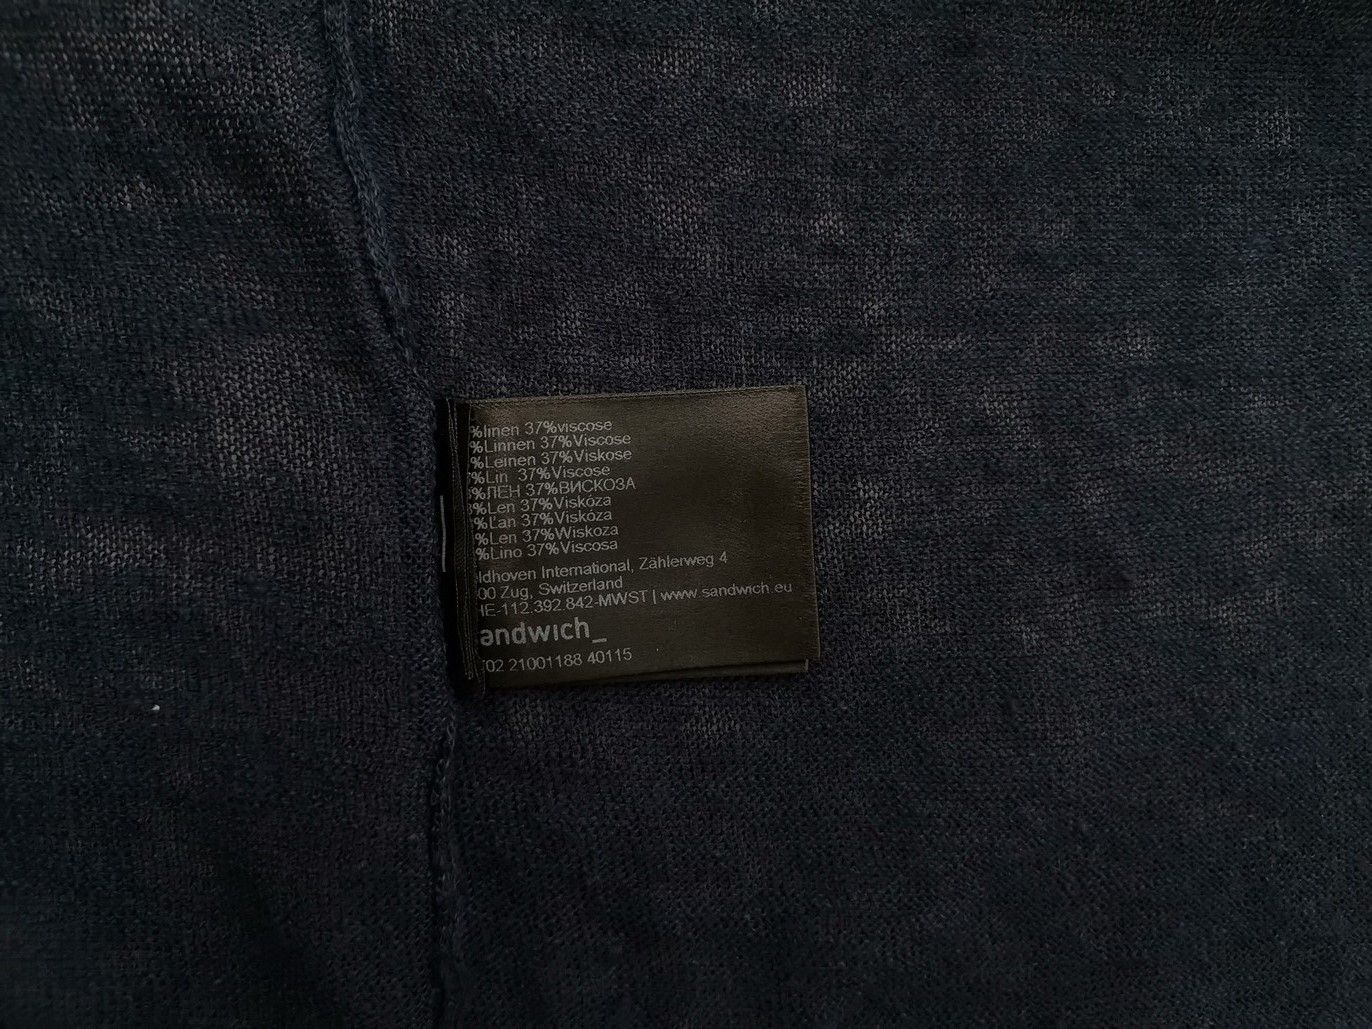 %linen 37%viscose
%Linnen 37%Viscose
%Leinen 37%Viskose
%Lin 37%Viscose
%ЛЕН 37%ВИСКОЗА
%Len 37%Viskóza
%Ľan 37%Viskóza
%Len 37%Wiskoza
%Lino 37%Viscosa
ldhoven International, Zählerweg 4
00 Zug, Switzerland
HE-112.392.842-MWST | www.sandwich.eu
andwich_
02 21001188 40115